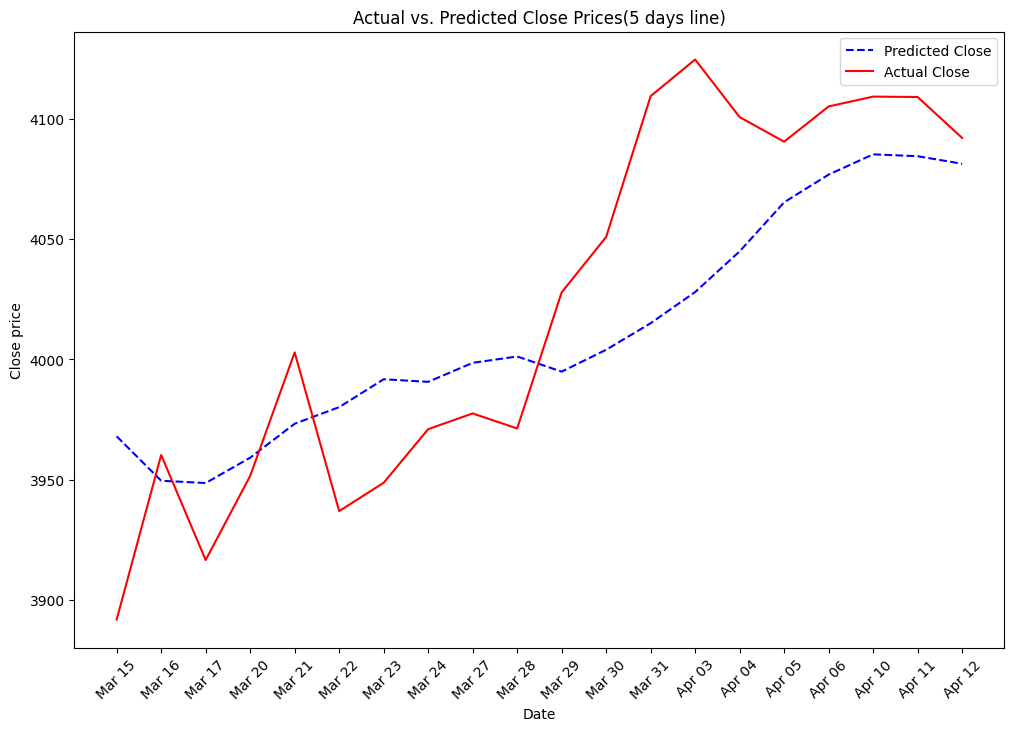 Actual vs. Predicted Close Prices(5 days line)
Predicted Close
Actual Close
Close price
4100
4050
4000
3950
3900
Mar 15
Mar 16
Mar 17
Mar 20
Mar 21
Mar 22
Mar 23
Mar 24
Mar 27
Mar 28
Mar 29
Mar 30
Mar 31
Apr 03
Apr 04
Apr 05
Apr 06
Apr 10
Apr 11
Apr 12
Date